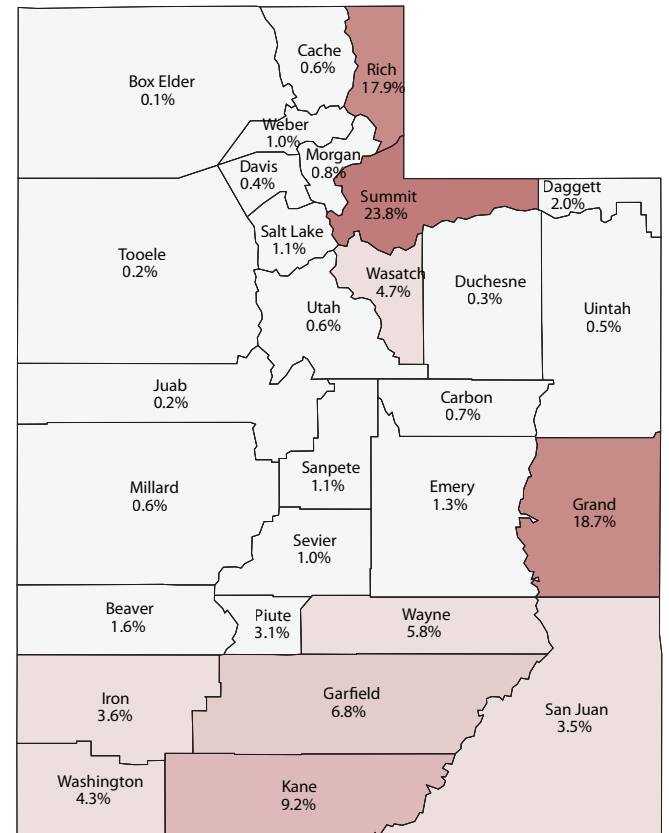 Cache
0.6%
Rich
17.9%
Box Elder
0.1%
Weber
1.0%
Morgan
0.8%
Davis
0.4%
Summit
23.8%
Daggett
2.0%
Salt Lake
1.1%
Tooele
0.2%
Wasatch
4.7%
Duchesne
0.3%
Uintah
0.5%
Utah
0.6%
Juab
0.2%
Carbon
0.7%
Sanpete
1.1%
Millard
0.6%
Emery
1.3%
Grand
18.7%
Sevier
1.0%
Beaver
1.6%
Piute
3.1%
Wayne
5.8%
Iron
3.6%
Garfield
6.8%
San Juan
3.5%
Washington
4.3%
Kane
9.2%